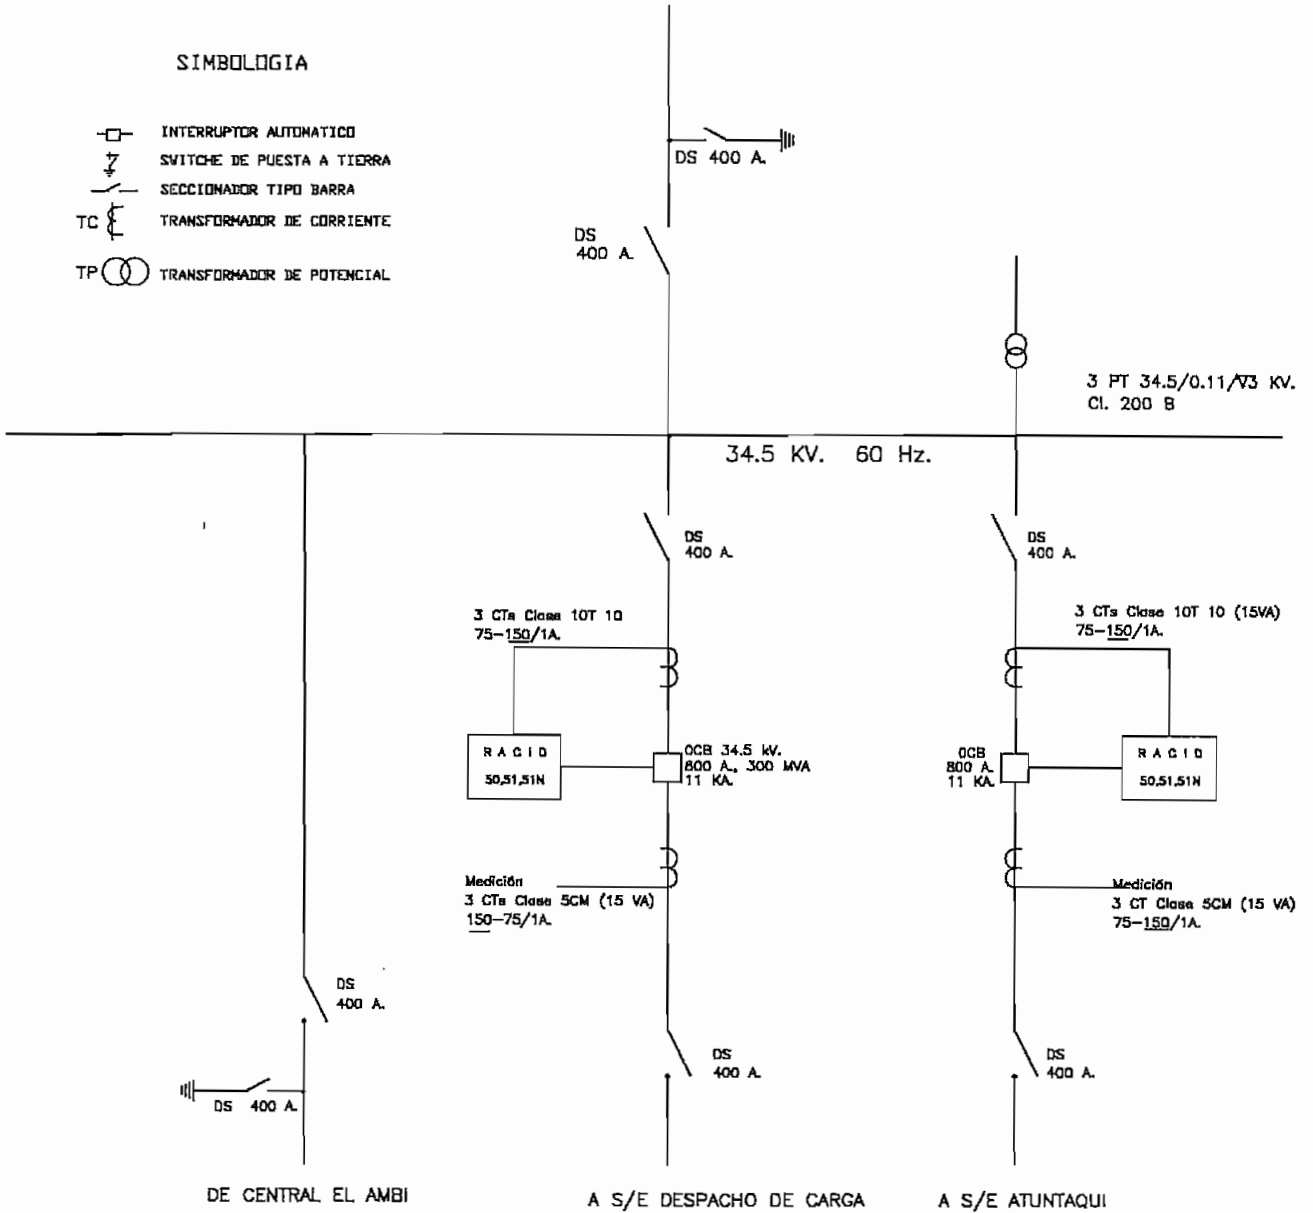 SIMBOLOGIA
INTERRUPTOR AUTOMATICO
SWITCHE DE PUESTA A TIERRA
SECCIONADOR TIPO BARRA
TC TRANSFORMADOR DE CORRIENTE
TP TRANSFORMADOR DE POTENCIAL
DS 400 A.
DS
400 A.
3 PT 34.5/0.11/√3 KV.
Cl. 200 B
34.5 KV. 60 Hz.
DS
400 A.
DS
400 A.
3 CTs Clase 10T 10
75-150/1A.
3 CTs Clase 10T 10 (15VA)
75-150/1A.
RACID
50,51,51N
OCB 34.5 kV.
800 A., 300 MVA
11 KA.
OCB
800 A.
11 KA.
RACID
50,51,51N
Medición
3 CTs Clase 5CM (15 VA)
150-75/1A.
Medición
3 CT Clase 5CM (15 VA)
75-150/1A.
DS
400 A.
DS
400 A.
DS
400 A.
DS 400 A.
DE CENTRAL EL AMBI
A S/E DESPACHO DE CARGA
A S/E ATUNTAQUI